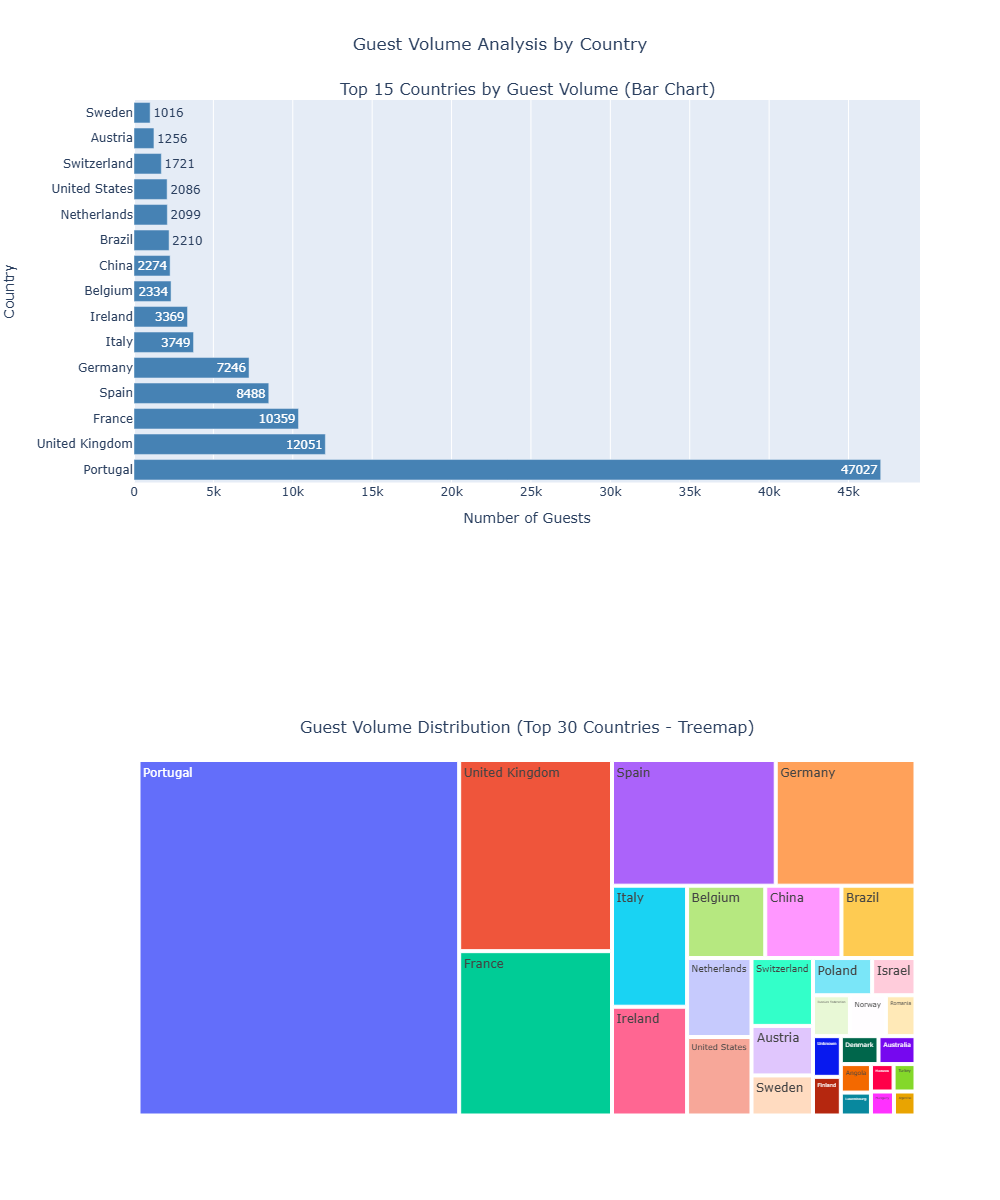 Guest Volume Analysis by Country
Top 15 Countries by Guest Volume (Bar Chart)
Country
Sweden 1016
Austria 1256
Switzerland 1721
United States 2086
Netherlands 2099
Brazil 2210
China 2274
Belgium 2334
Ireland 3369
Italy 3749
Germany 7246
Spain 8488
France 10359
United Kingdom 12051
Portugal 47027
0 5k 10k 15k 20k 25k 30k 35k 40k 45k
Number of Guests
Guest Volume Distribution (Top 30 Countries - Treemap)
Portugal
United Kingdom
France
Spain
Germany
Italy
Ireland
Belgium
China
Brazil
Netherlands
United States
Switzerland
Austria
Sweden
Poland
Israel
Norway
Romania
Finland
Denmark
Australia
Angola
Luxembourg
Turkey